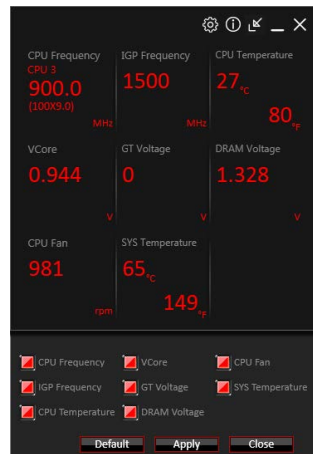 CPU Frequency IGP Frequency CPU Temperature
CPU 3
900.0 1500 27 °C
(100X9.0)
MHz MHz 80 °F
VCore GT Voltage DRAM Voltage
0.944 0 1.328
V V V
CPU Fan SYS Temperature
981 65 °C
rpm 149 °F
CPU Frequency VCore CPU Fan
IGP Frequency GT Voltage SYS Temperature
CPU Temperature DRAM Voltage
Default Apply Close